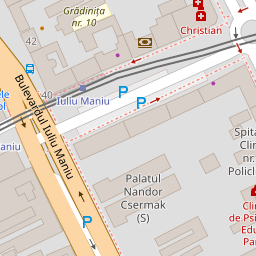 Grădinița
nr. 10
42
Christian
40
Iuliu Maniu
P
P
Bulevardul Iuliu Maniu
Maniu
Spita
Clin
nr.
Policl
Palatul
Nandor
Csermak
(S)
P
Clin
de Psi
Edu
Par